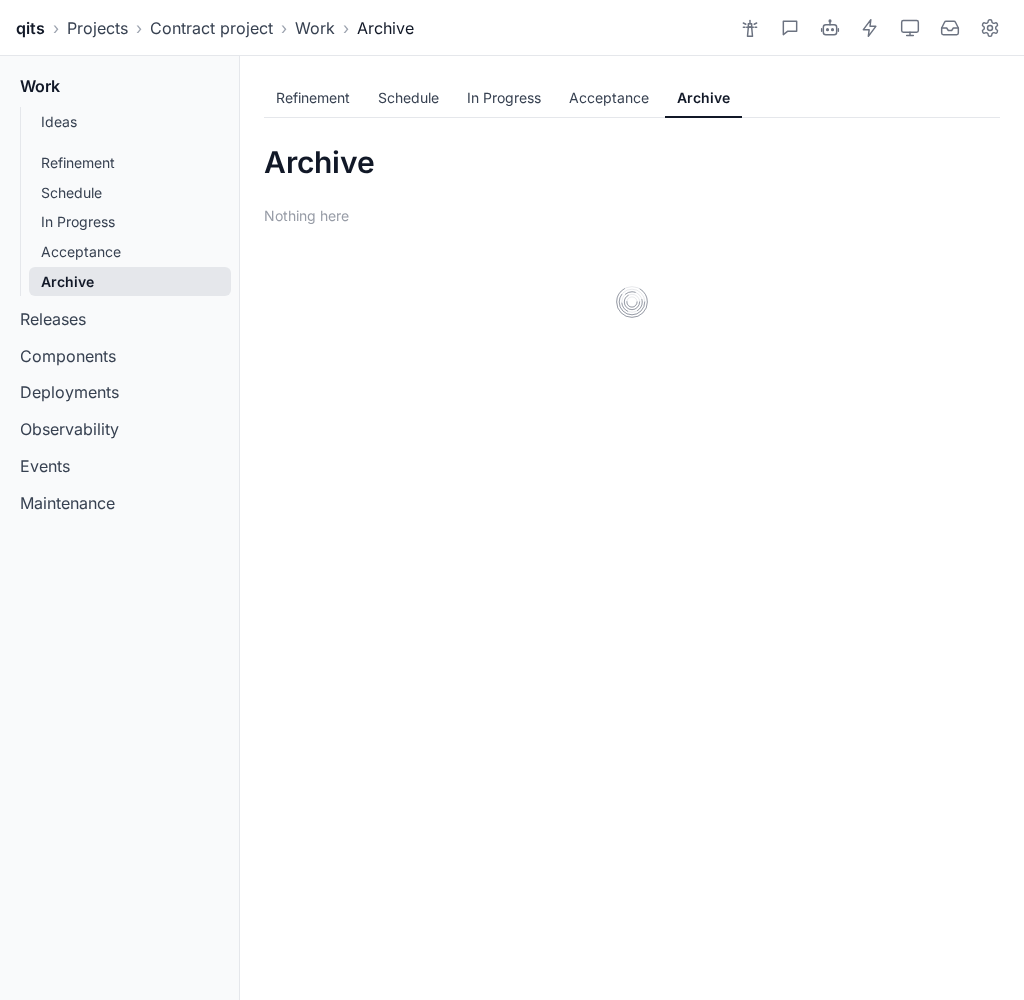 qits › Projects › Contract project › Work › Archive
Work
Ideas
Refinement
Schedule
In Progress
Acceptance
Archive
Releases
Components
Deployments
Observability
Events
Maintenance
Refinement Schedule In Progress Acceptance Archive
Archive
Nothing here